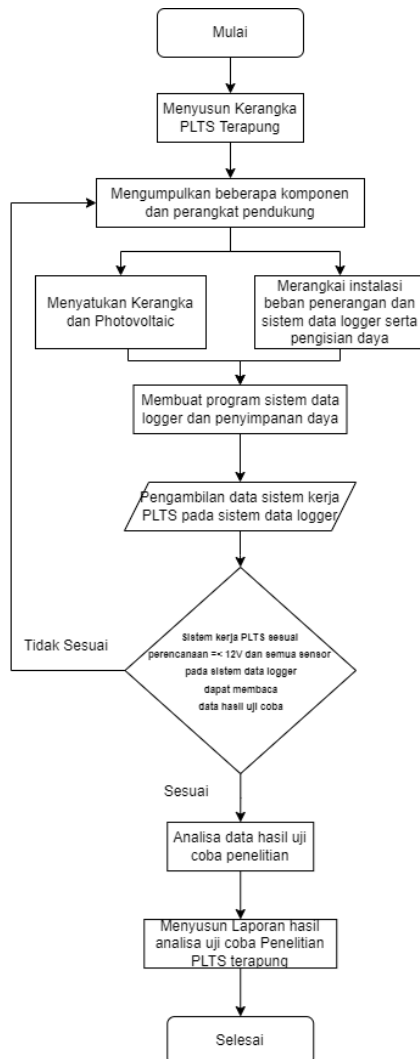 Mulai
Menyusun Kerangka
PLTS Terapung
Mengumpulkan beberapa komponen
dan perangkat pendukung
Menyatukan Kerangka
dan Photovoltaic
Merangkai instalasi
beban penerangan dan
sistem data logger serta
pengisian daya
Membuat program sistem data
logger dan penyimpanan daya
Pengambilan data sistem kerja
PLTS pada sistem data logger
Sistem kerja PLTS sesuai
perencanaan =< 12V dan semua sensor
pada sistem data logger
dapat membaca
data hasil uji coba
Tidak Sesuai
Sesuai
Analisa data hasil uji
coba penelitian
Menyusun Laporan hasil
analisa uji coba Penelitian
PLTS terapung
Selesai